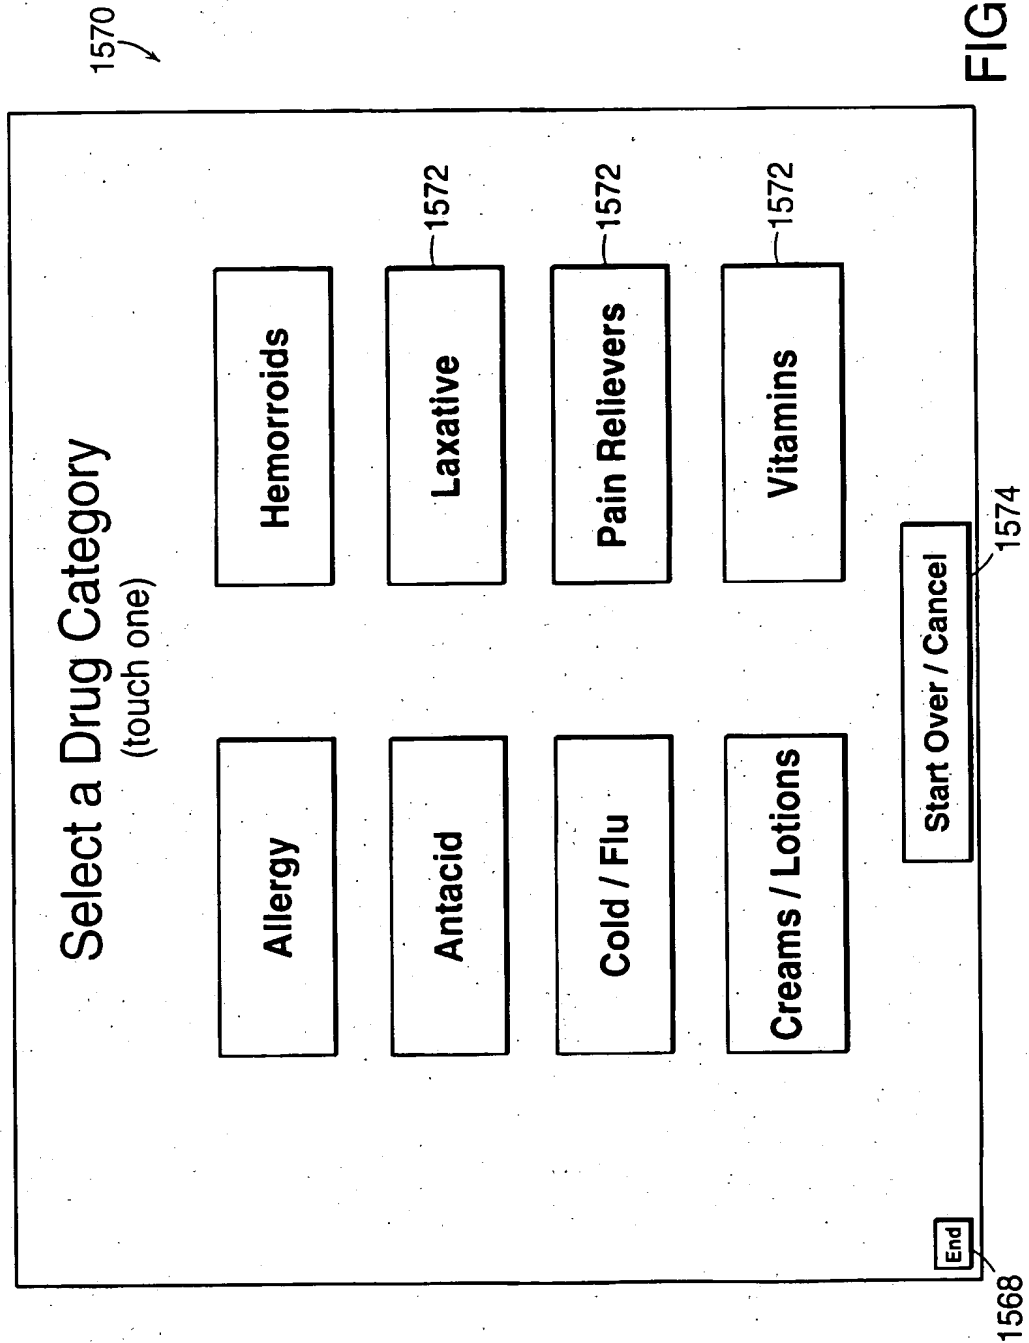 1570
Select a Drug Category
(touch one)
Allergy
Hemorroids
Antacid
Laxative
1572
Cold / Flu
Pain Relievers
1572
Creams / Lotions
Vitamins
1572
Start Over / Cancel
1574
End
1568
FIG